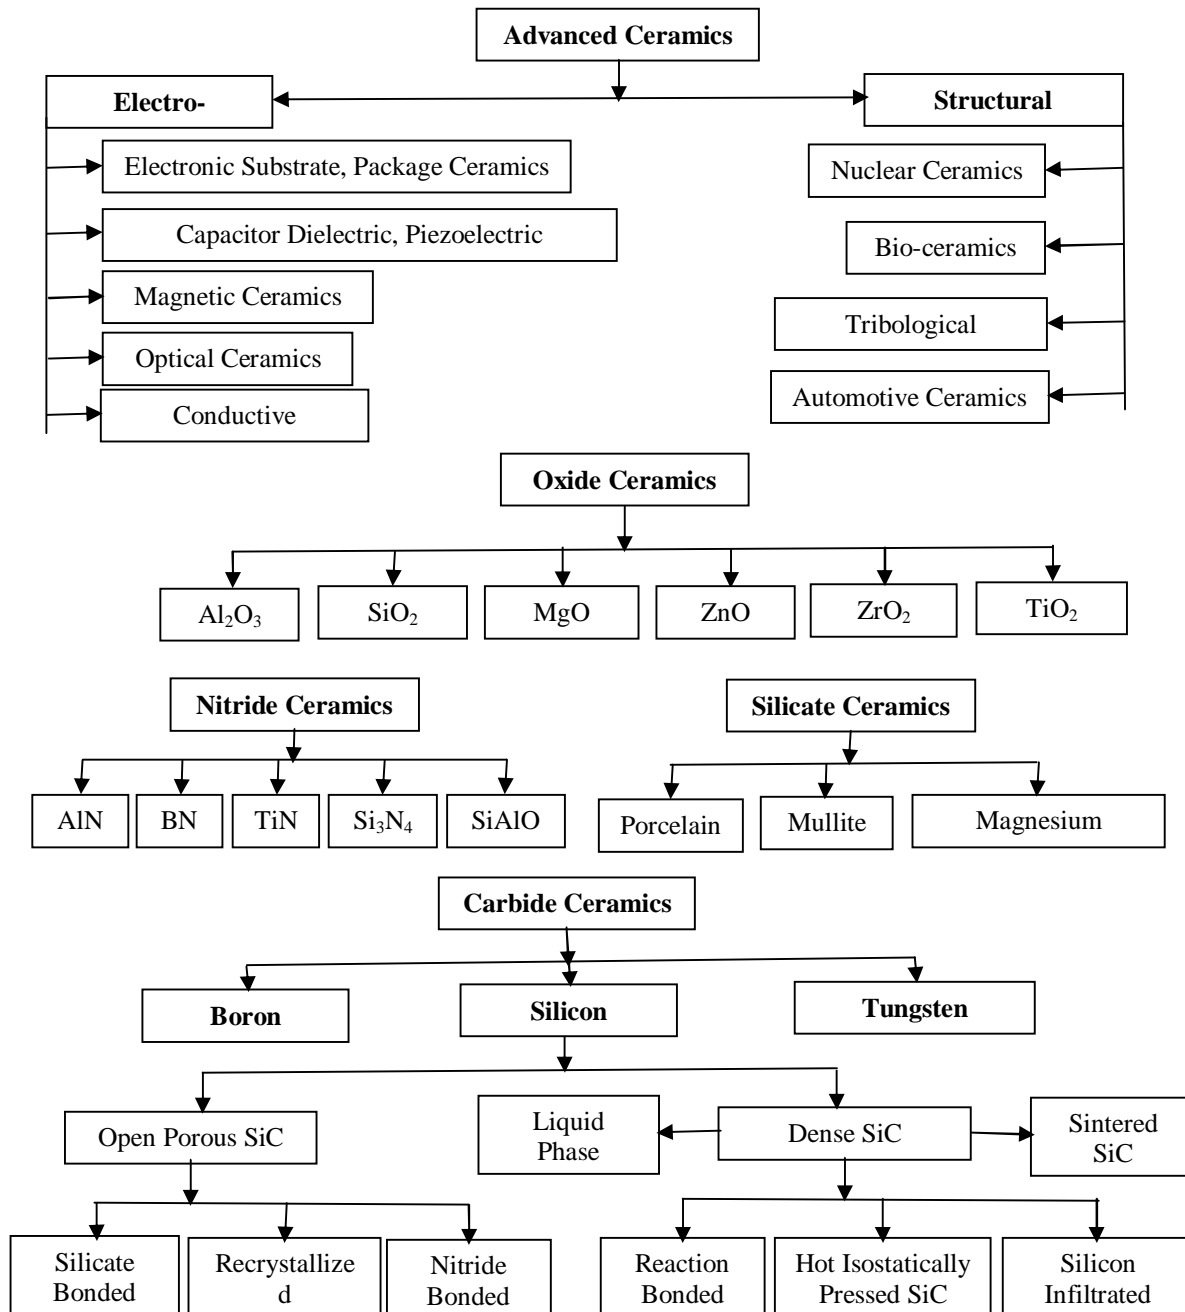 Advanced Ceramics
Electro-
Structural
Electronic Substrate, Package Ceramics
Capacitor Dielectric, Piezoelectric
Magnetic Ceramics
Optical Ceramics
Conductive
Nuclear Ceramics
Bio-ceramics
Tribological
Automotive Ceramics
Oxide Ceramics
Al₂O₃
SiO₂
MgO
ZnO
ZrO₂
TiO₂
Nitride Ceramics
AlN
BN
TiN
Si₃N₄
SiAlO
Silicate Ceramics
Porcelain
Mullite
Magnesium
Carbide Ceramics
Boron
Silicon
Tungsten
Open Porous SiC
Liquid
Phase
Dense SiC
Sintered
SiC
Silicate
Bonded
Recrystallize
d
Nitride
Bonded
Reaction
Bonded
Hot Isostatically
Pressed SiC
Silicon
Infiltrated